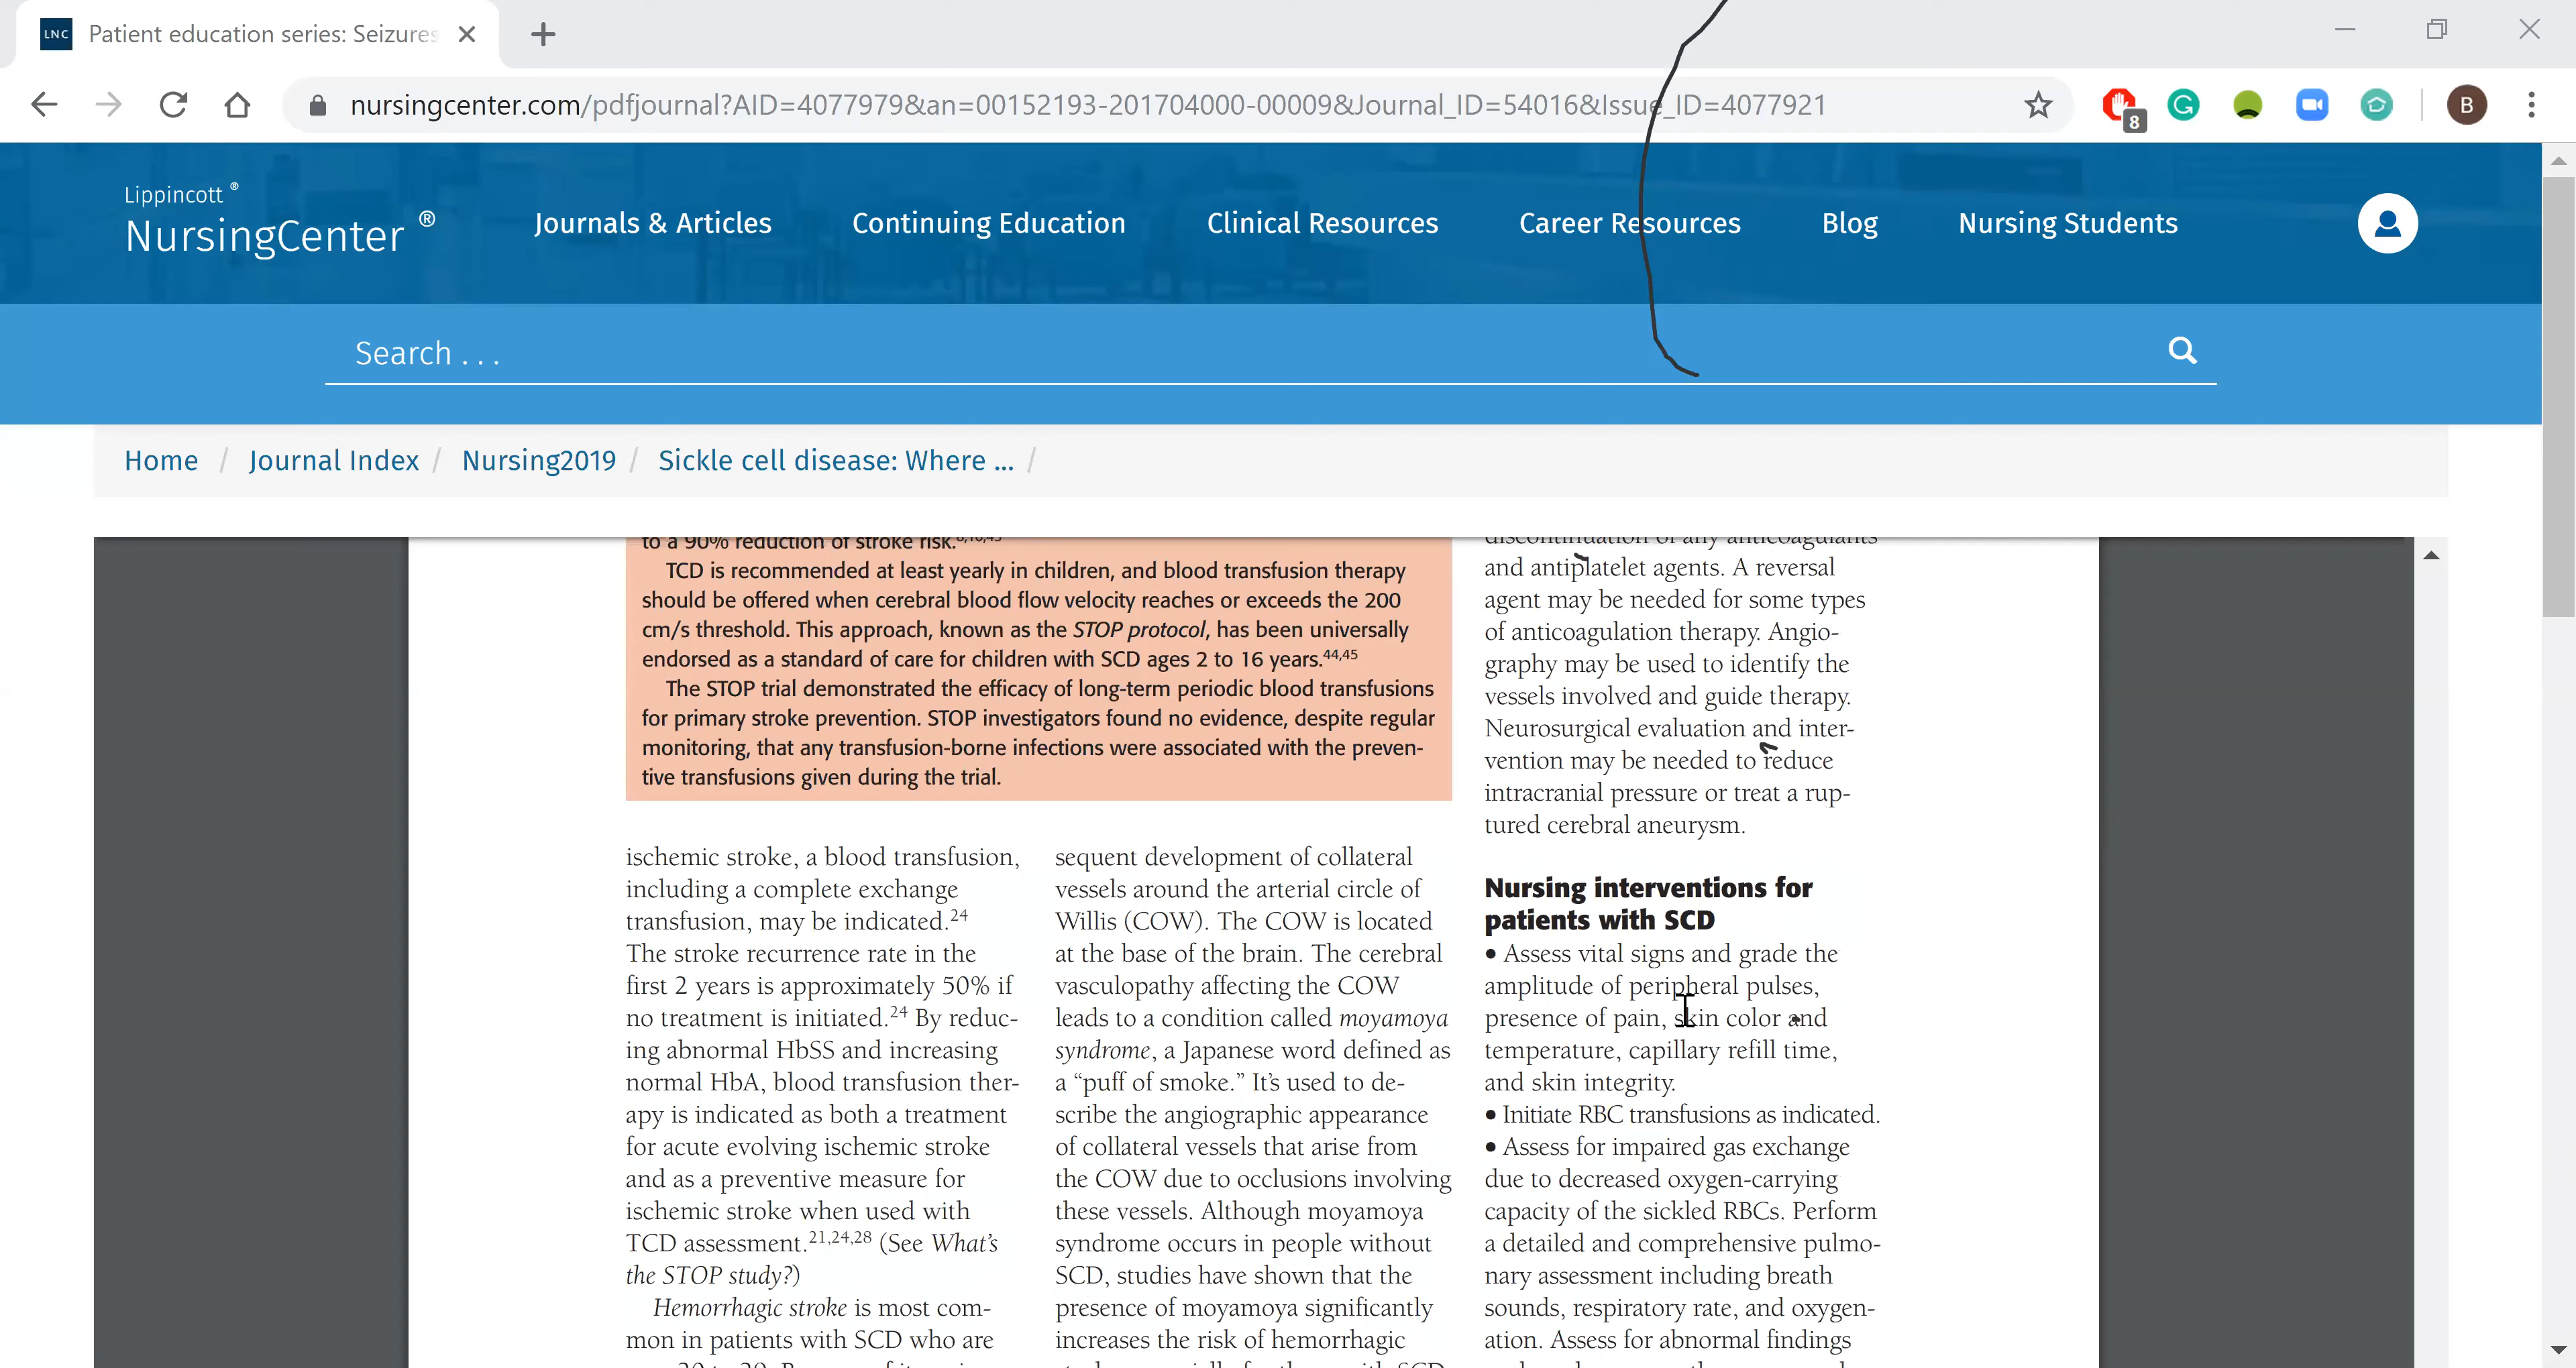 LNC
Patient education series: Seizures
nursingcenter.com/pdfjournal?AID=4077979&an=00152193-201704000-00009&Journal_ID=54016&Issue_ID=4077921
8
B
Lippincott ®
NursingCenter ®
Journals & Articles
Continuing Education
Clinical Resources
Career Resources
Blog
Nursing Students
Search . . .
Home / Journal Index / Nursing2019 / Sickle cell disease: Where ... /
to a 90% reduction of stroke risk.
TCD is recommended at least yearly in children, and blood transfusion therapy
should be offered when cerebral blood flow velocity reaches or exceeds the 200
cm/s threshold. This approach, known as the STOP protocol, has been universally
endorsed as a standard of care for children with SCD ages 2 to 16 years.44,45
The STOP trial demonstrated the efficacy of long-term periodic blood transfusions
for primary stroke prevention. STOP investigators found no evidence, despite regular
monitoring, that any transfusion-borne infections were associated with the preven-
tive transfusions given during the trial.
ischemic stroke, a blood transfusion,
including a complete exchange
transfusion, may be indicated.24
The stroke recurrence rate in the
first 2 years is approximately 50% if
no treatment is initiated.24 By reduc-
ing abnormal HbSS and increasing
normal HbA, blood transfusion ther-
apy is indicated as both a treatment
for acute evolving ischemic stroke
and as a preventive measure for
ischemic stroke when used with
TCD assessment.21,24,28 (See What's
the STOP study?)
Hemorrhagic stroke is most com-
mon in patients with SCD who are
sequent development of collateral
vessels around the arterial circle of
Willis (COW). The COW is located
at the base of the brain. The cerebral
vasculopathy affecting the COW
leads to a condition called moyamoya
syndrome, a Japanese word defined as
a "puff of smoke." It's used to de-
scribe the angiographic appearance
of collateral vessels that arise from
the COW due to occlusions involving
these vessels. Although moyamoya
syndrome occurs in people without
SCD, studies have shown that the
presence of moyamoya significantly
increases the risk of hemorrhagic
discontinuation of any anticoagulants
and antiplatelet agents. A reversal
agent may be needed for some types
of anticoagulation therapy. Angio-
graphy may be used to identify the
vessels involved and guide therapy.
Neurosurgical evaluation and inter-
vention may be needed to reduce
intracranial pressure or treat a rup-
tured cerebral aneurysm.
Nursing interventions for
patients with SCD
• Assess vital signs and grade the
amplitude of peripheral pulses,
presence of pain, skin color and
temperature, capillary refill time,
and skin integrity.
• Initiate RBC transfusions as indicated.
• Assess for impaired gas exchange
due to decreased oxygen-carrying
capacity of the sickled RBCs. Perform
a detailed and comprehensive pulmo-
nary assessment including breath
sounds, respiratory rate, and oxygen-
ation. Assess for abnormal findings